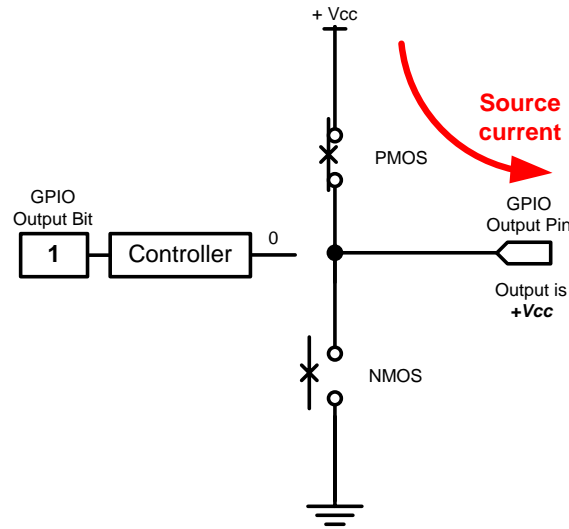 + Vcc
Source
current
PMOS
GPIO
Output Bit
1
Controller
0
GPIO
Output Pin
Output is
+Vcc
NMOS